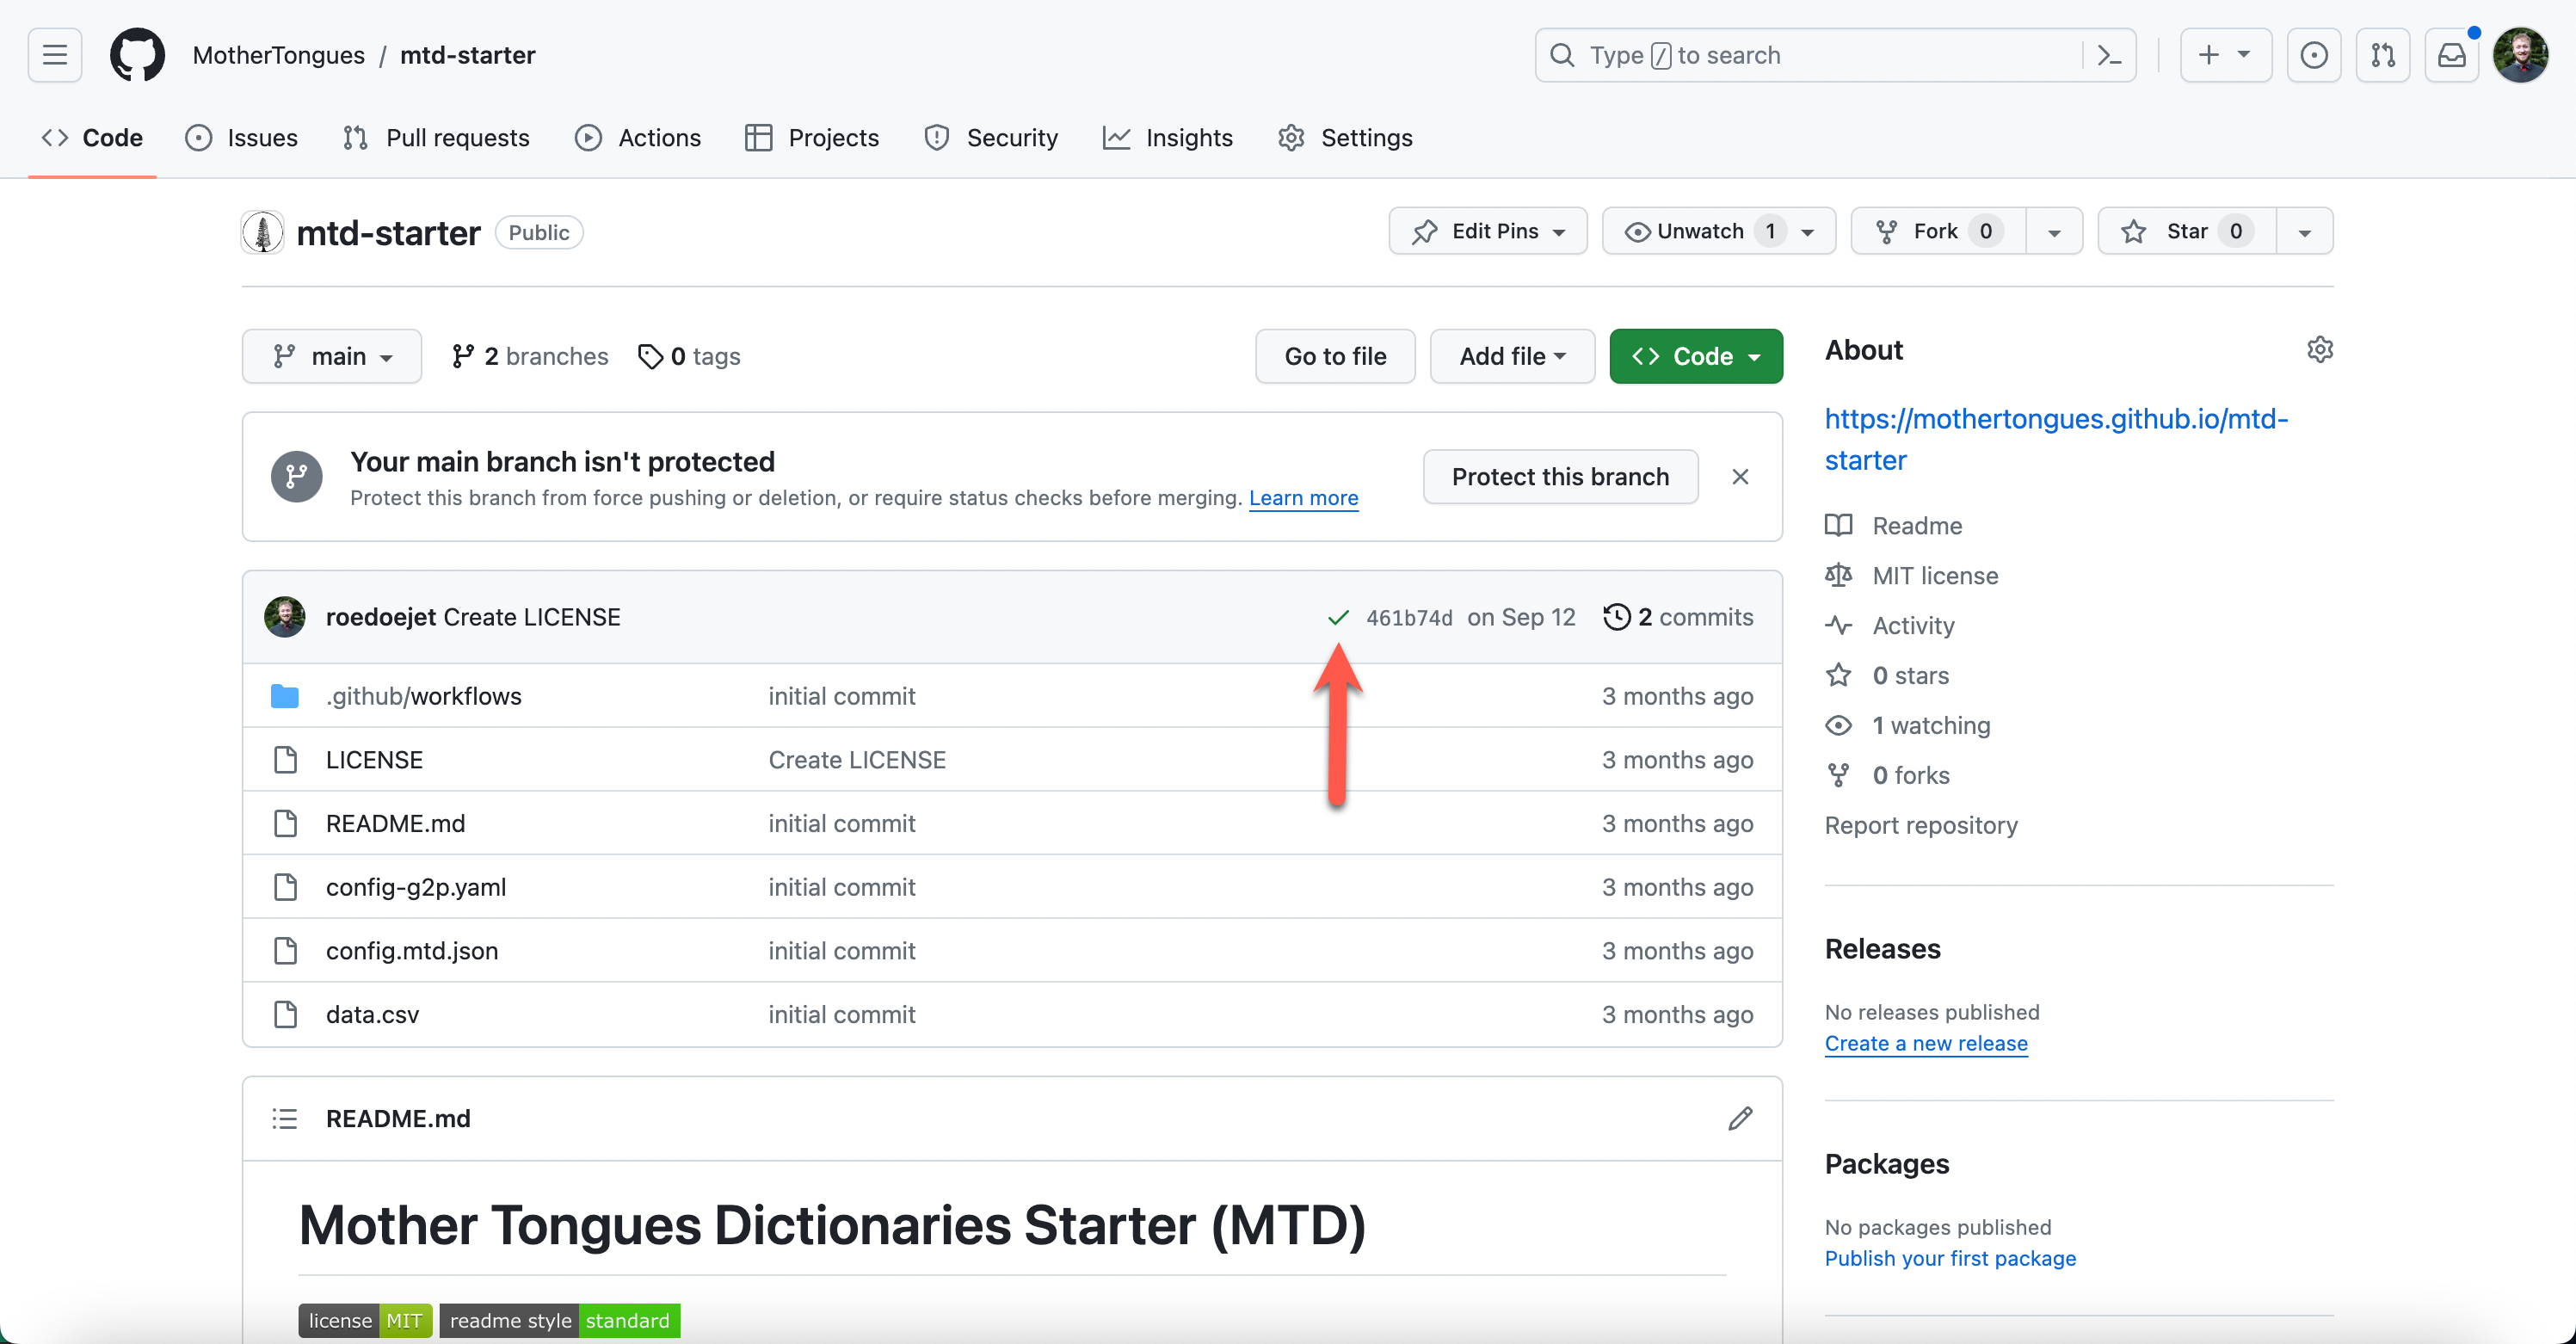 MotherTongues / mtd-starter
Type / to search
Code Issues Pull requests Actions Projects Security Insights Settings
mtd-starter Public
Edit Pins Unwatch 1 Fork 0 Star 0
main 2 branches 0 tags
Go to file Add file Code
Your main branch isn't protected
Protect this branch from force pushing or deletion, or require status checks before merging. Learn more
Protect this branch
roedoejet Create LICENSE 461b74d on Sep 12 2 commits
.github/workflows initial commit 3 months ago
LICENSE Create LICENSE 3 months ago
README.md initial commit 3 months ago
config-g2p.yaml initial commit 3 months ago
config.mtd.json initial commit 3 months ago
data.csv initial commit 3 months ago
README.md
Mother Tongues Dictionaries Starter (MTD)
license MIT readme style standard
About
https://mothertongues.github.io/mtd-
starter
Readme
MIT license
Activity
0 stars
1 watching
0 forks
Report repository
Releases
No releases published
Create a new release
Packages
No packages published
Publish your first package